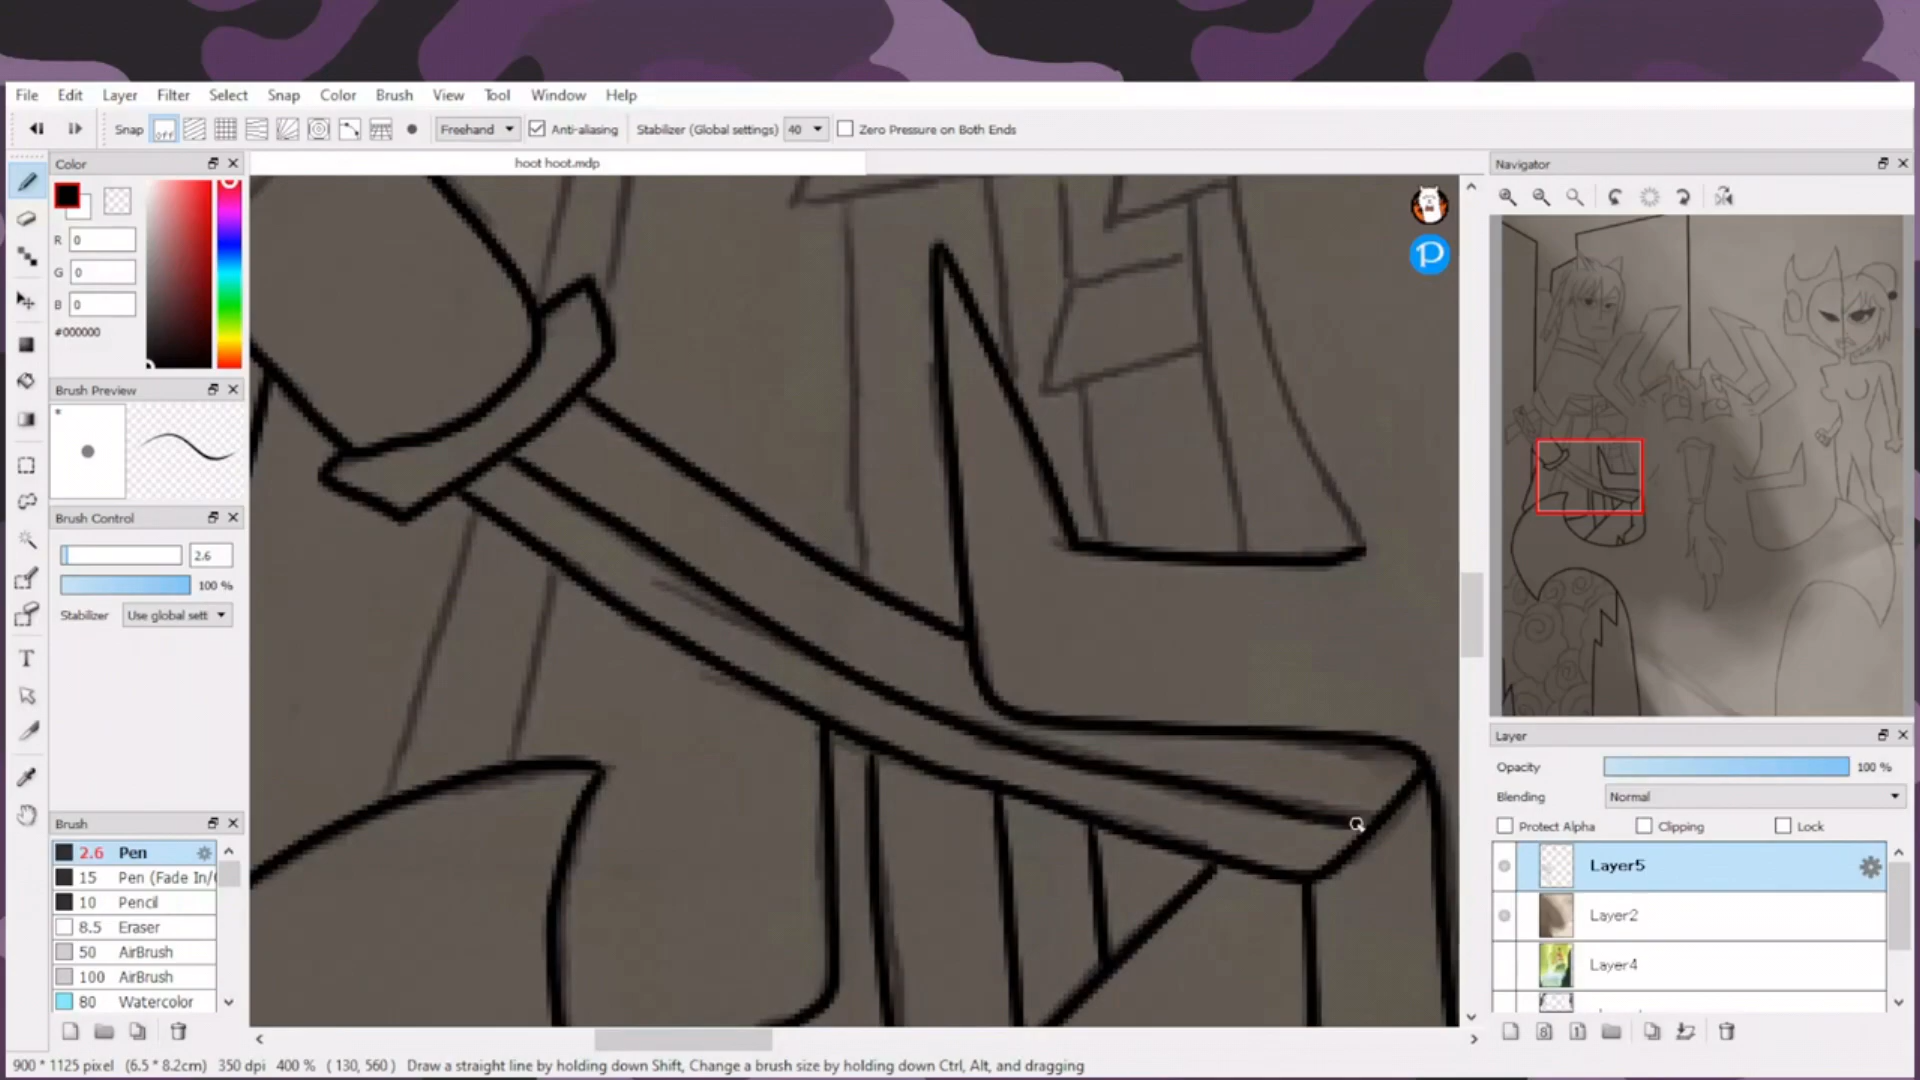 File Edit Layer Filter Select Snap Color Brush View Tool Window Help
Snap off Freehand Anti-aliasing Stabilizer (Global settings) 40 Zero Pressure on Both Ends
Color
hoot hoot.mdp
Navigator
R 0
G 0
B 0
#000000
Brush Preview
*
Brush Control
2.6
100 %
Stabilizer Use global sett
T
P
Brush
2.6 Pen
15 Pen (Fade In/
10 Pencil
8.5 Eraser
50 AirBrush
100 AirBrush
80 Watercolor
Layer
Opacity 100 %
Blending Normal
Protect Alpha Clipping Lock
Layer5
Layer2
Layer4
8 1
900 * 1125 pixel (6.5 * 8.2cm) 350 dpi 400 % ( 130, 560 ) Draw a straight line by holding down Shift, Change a brush size by holding down Ctrl, Alt, and dragging